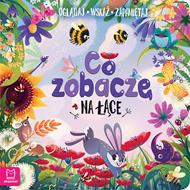 OGLĄDAJ • WSKAŻ • ZAPAMIĘTAJ
Co
zobaczę
NA ŁĄCE